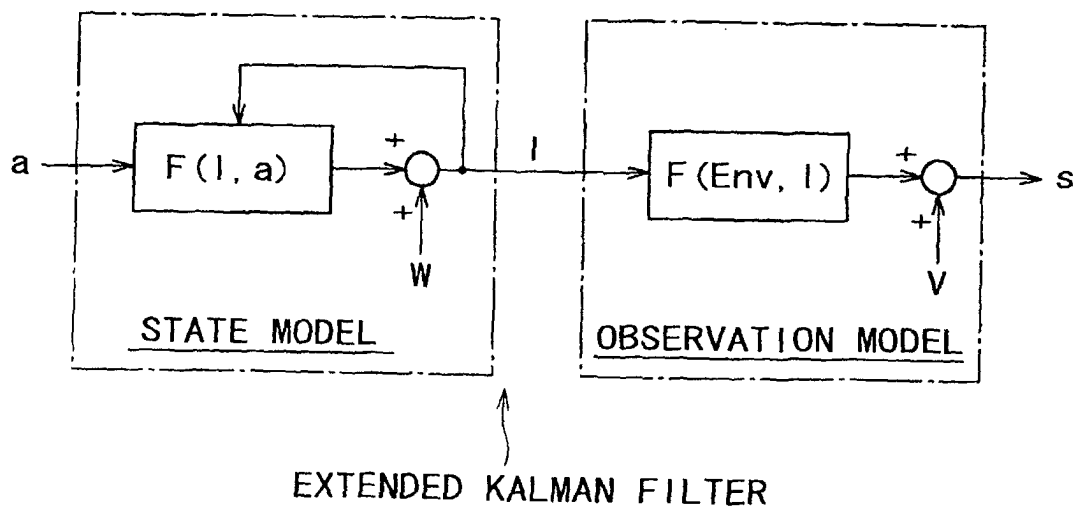 a
F(l, a)
+
+
W
l
F(Env, l)
+
+
V
s
STATE MODEL
OBSERVATION MODEL
EXTENDED KALMAN FILTER